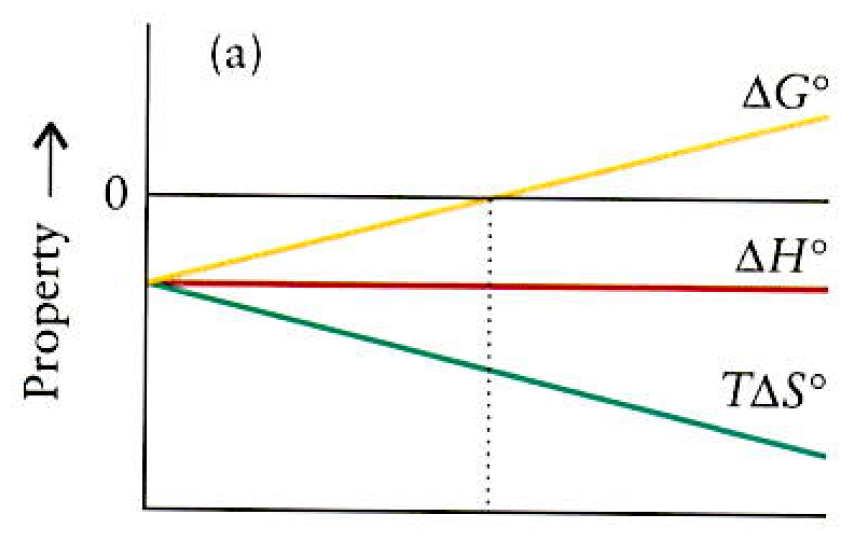 (a)
ΔG°
Property →
0
ΔH°
TΔS°